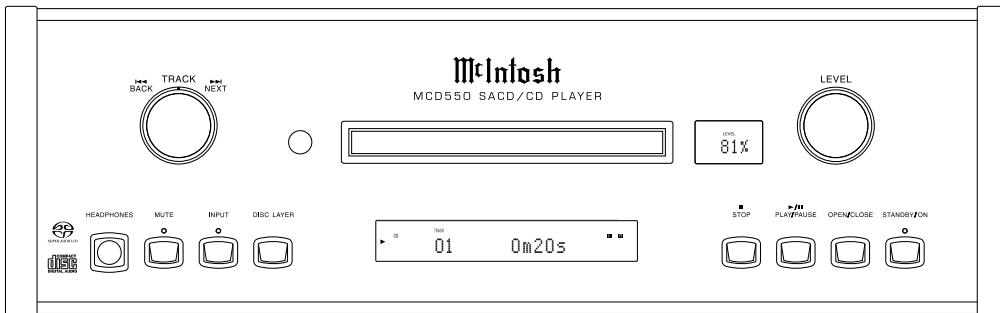 McIntosh
MCD550 SACD/CD PLAYER
TRACK
BACK NEXT
LEVEL
LEVEL
81%
HEADPHONES MUTE INPUT DISC LAYER
CD TRACK
01 0m20s
STOP PLAY/PAUSE OPEN/CLOSE STANDBY/ON
SUPER AUDIO CD
COMPACT
disc
DIGITAL AUDIO